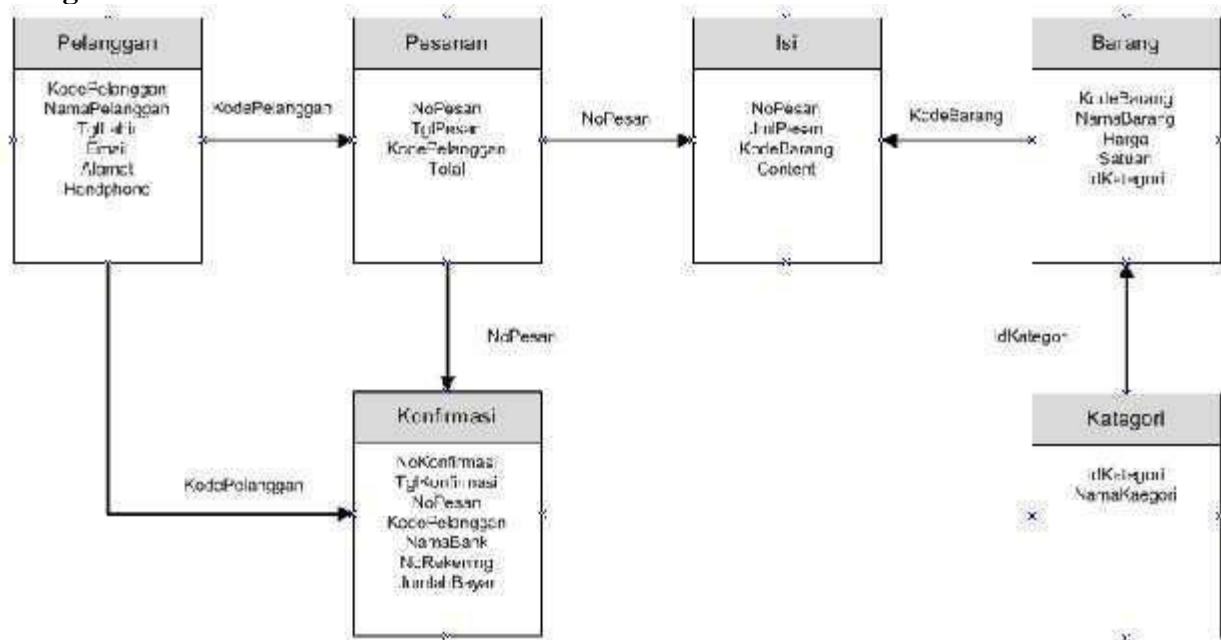 Pelanggan
KodePelanggan
NamaPelanggan
TglLahir
Email
Alamat
Handphone
KodePelanggan
Pesanan
NoPesan
TglPesan
KodePelanggan
Total
NoPesan
Isi
NoPesan
JmlPesan
KodeBarang
Content
KodeBarang
Barang
KodeBarang
NamaBarang
Harga
Satuan
IdKategori
NoPesan
IdKategori
KodePelanggan
Konfirmasi
NoKonfirmasi
TglKonfirmasi
NoPesan
KodePelanggan
NamaBank
NoRekening
JumlahBayar
Katagori
IdKategori
NamaKaegori